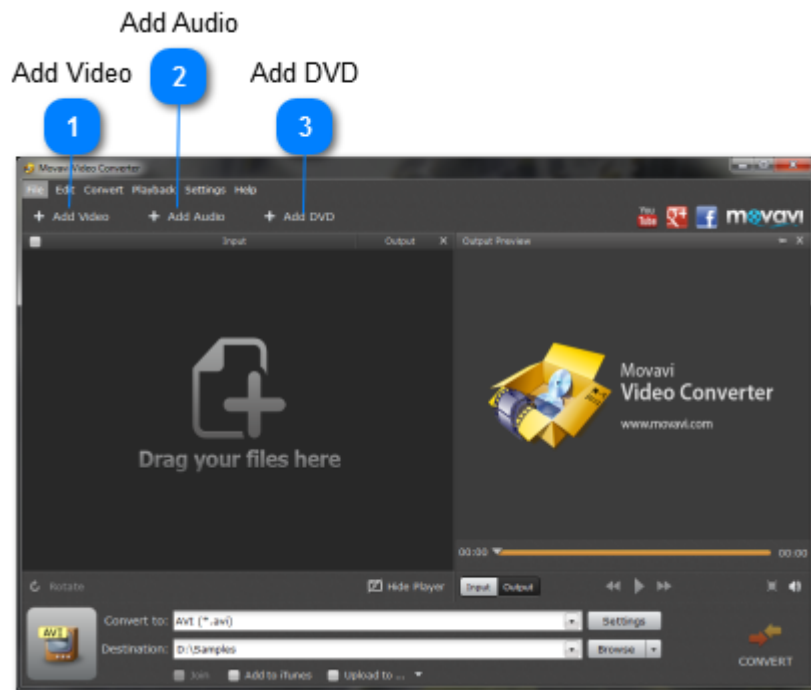 Add Audio
Add Video 2 Add DVD
1 3
Movavi Video Converter
File Edit Convert Playback Settings Help
+ Add Video + Add Audio + Add DVD You Tube g+ f movavi
Input Output X Output Preview X
Movavi
Video Converter
www.movavi.com
Drag your files here
00:00 00:00
Rotate Hide Player Input Output
Convert to: AVI (*.avi) Settings
AVI
Destination: D:\Samples Browse
Join Add to iTunes Upload to ... CONVERT